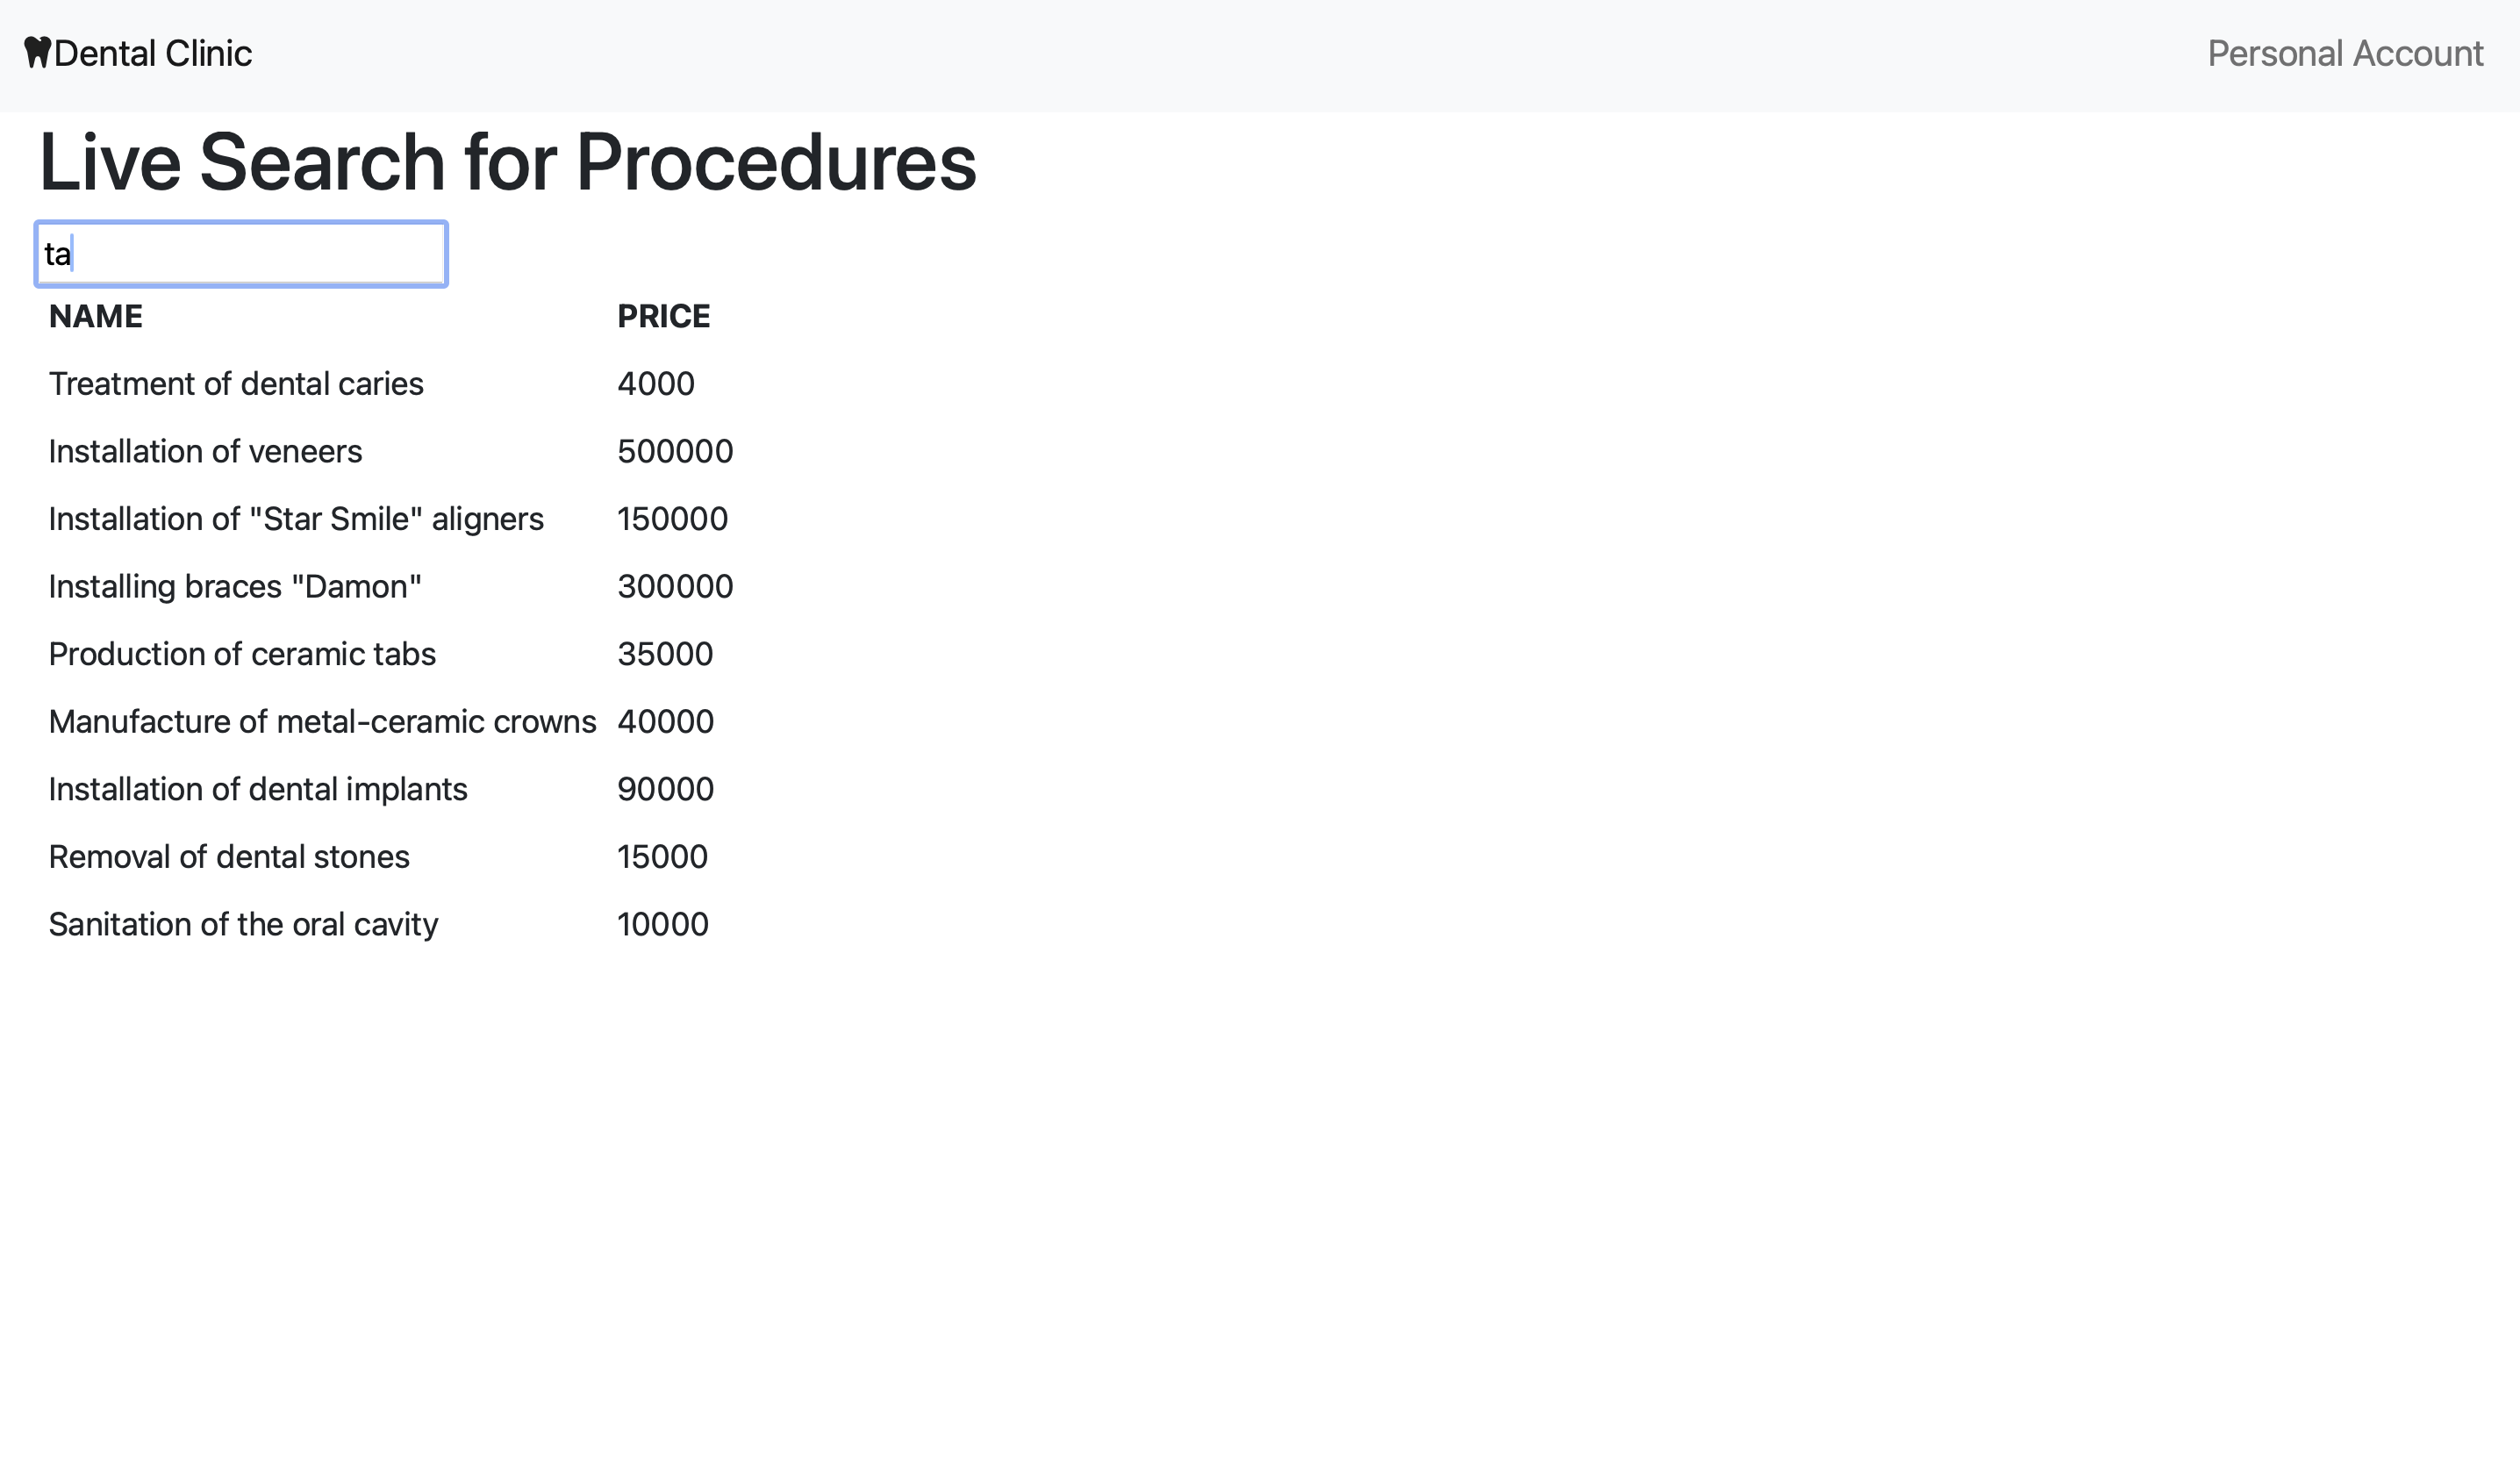 Dental Clinic Personal Account
Live Search for Procedures
ta
NAME PRICE
Treatment of dental caries 4000
Installation of veneers 500000
Installation of "Star Smile" aligners 150000
Installing braces "Damon" 300000
Production of ceramic tabs 35000
Manufacture of metal-ceramic crowns 40000
Installation of dental implants 90000
Removal of dental stones 15000
Sanitation of the oral cavity 10000